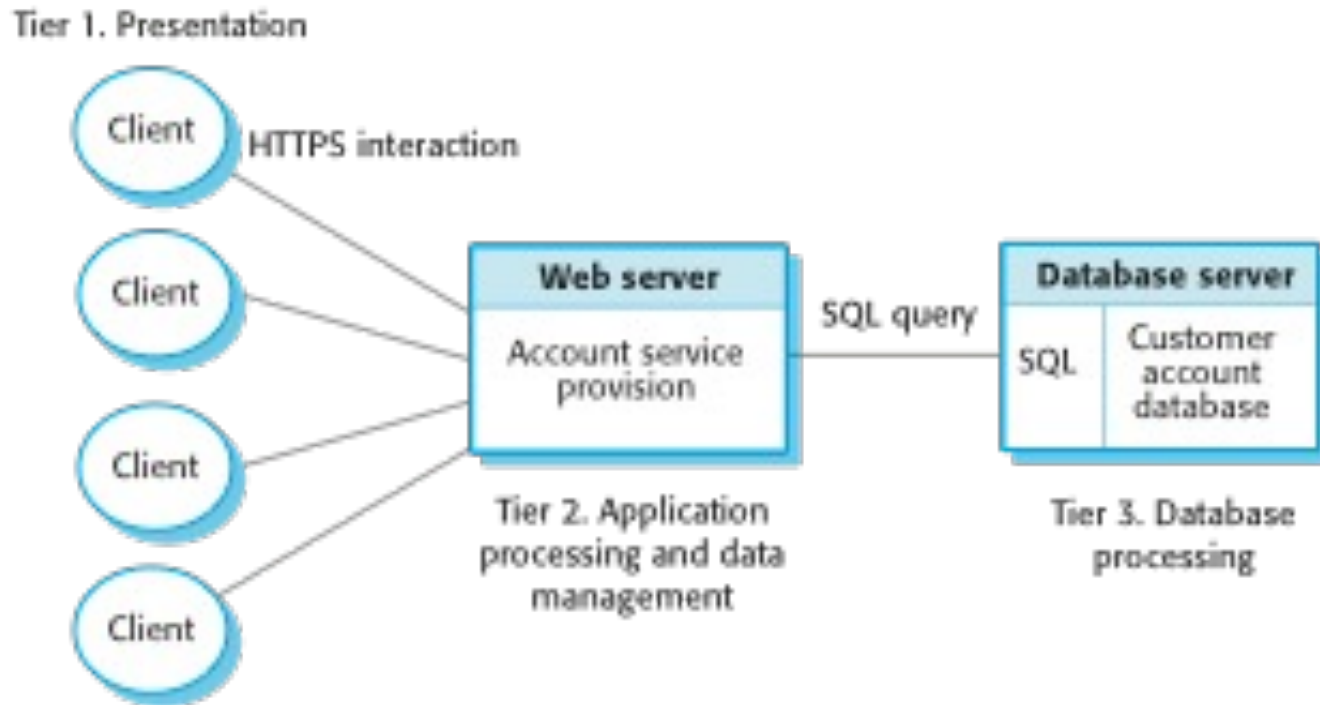 Tier 1. Presentation
Client
HTTPS interaction
Client
Client
Client
Web server
Account service
provision
Tier 2. Application
processing and data
management
SQL query
Database server
SQL
Customer
account
database
Tier 3. Database
processing